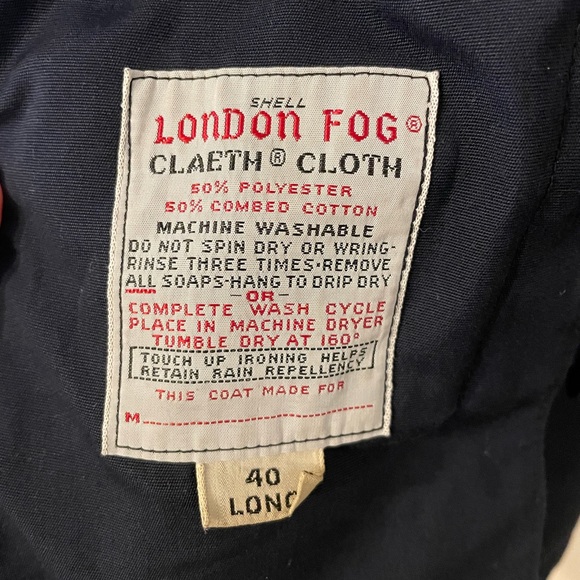 SHELL
LONDON FOG®
CLAETH® CLOTH
50% POLYESTER
50% COMBED COTTON
MACHINE WASHABLE
DO NOT SPIN DRY OR WRING-
RINSE THREE TIMES·REMOVE
ALL SOAPS-HANG TO DRIP DRY
-OR-
COMPLETE WASH CYCLE
PLACE IN MACHINE DRYER
TUMBLE DRY AT 160°
TOUCH UP IRONING HELPS
RETAIN RAIN REPELLENCY
THIS COAT MADE FOR
M
40
LONG